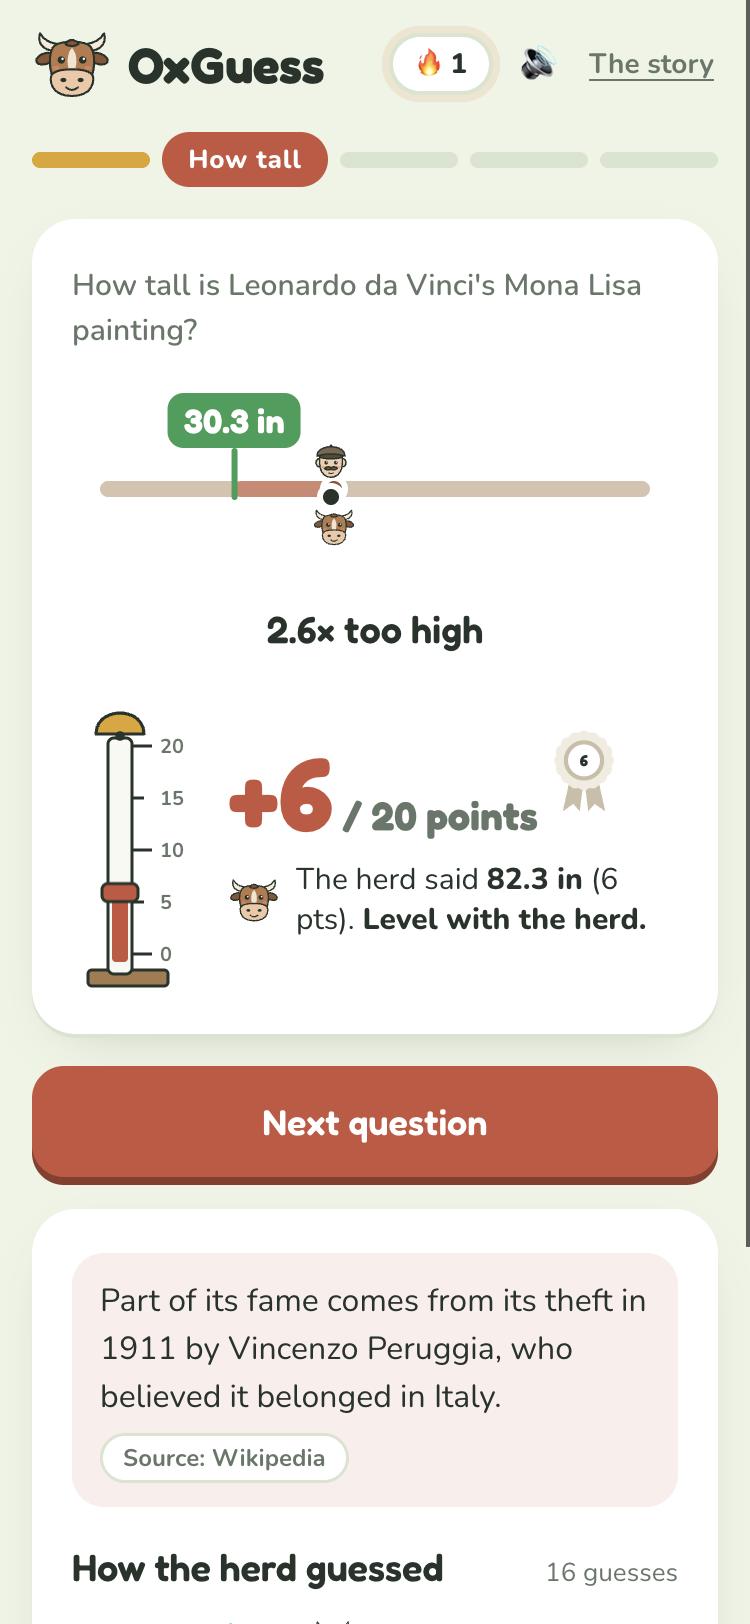 OxGuess
1
The story
How tall
How tall is Leonardo da Vinci's Mona Lisa
painting?
30.3 in
2.6× too high
20
15
10
5
0
+6 / 20 points
6
The herd said 82.3 in (6
pts). Level with the herd.
Next question
Part of its fame comes from its theft in
1911 by Vincenzo Peruggia, who
believed it belonged in Italy.
Source: Wikipedia
How the herd guessed
16 guesses